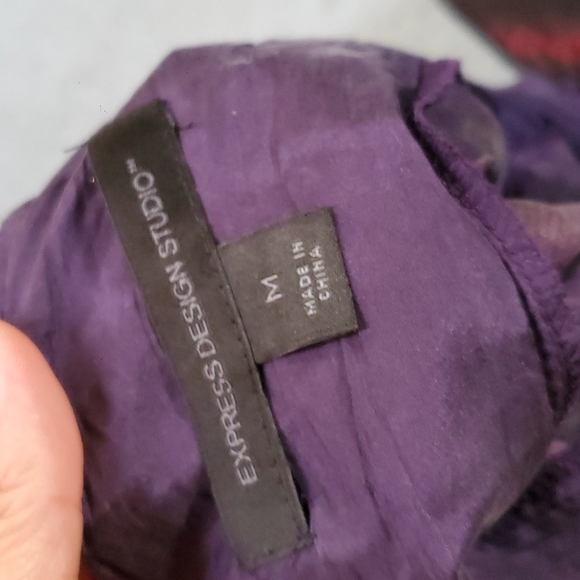 EXPRESS DESIGN STUDIO™
M
MADE IN
CHINA